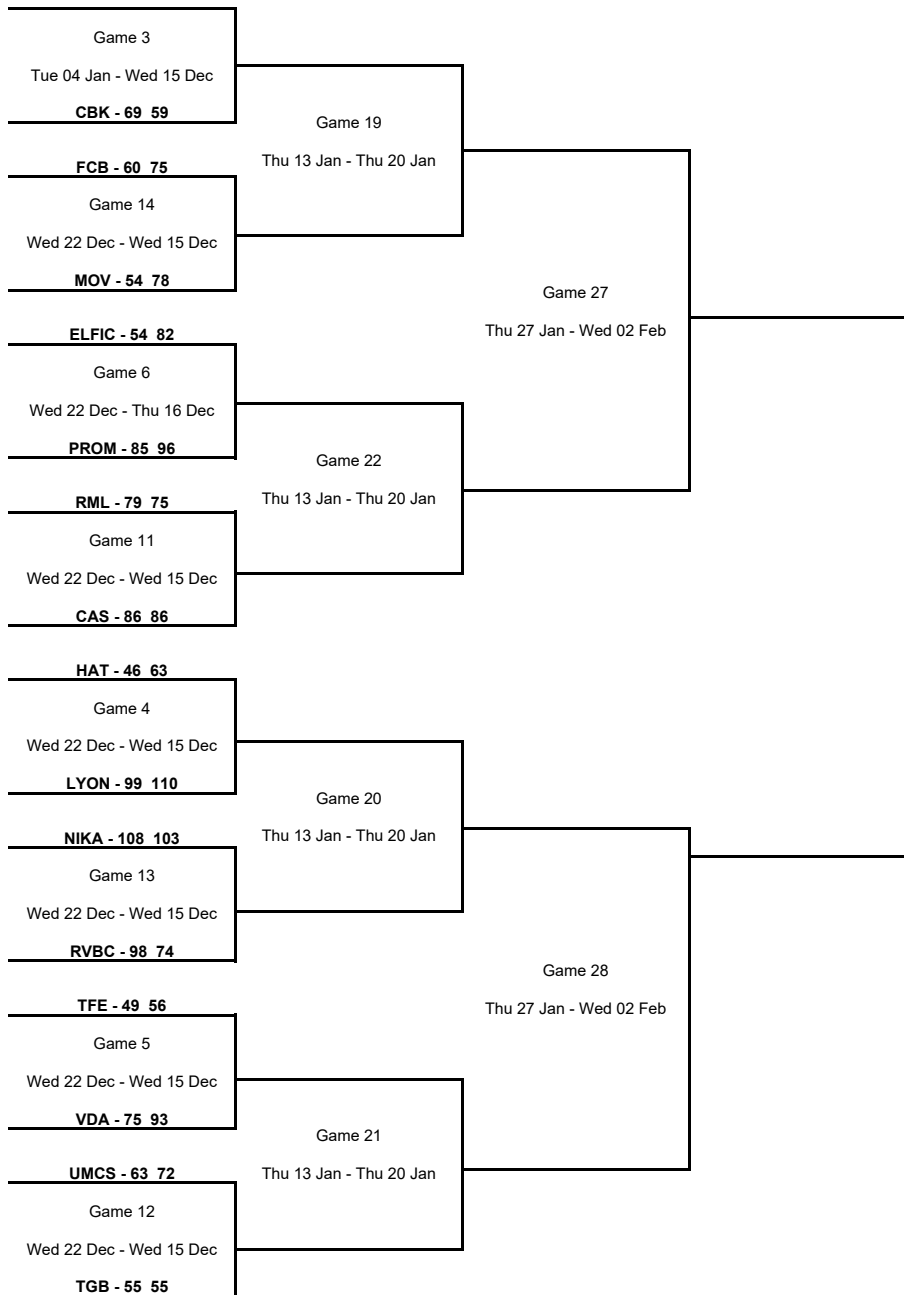 Game 3
Tue 04 Jan - Wed 15 Dec
CBK - 69 59
Game 19
Thu 13 Jan - Thu 20 Jan
FCB - 60 75
Game 14
Wed 22 Dec - Wed 15 Dec
MOV - 54 78
Game 27
Thu 27 Jan - Wed 02 Feb
ELFIC - 54 82
Game 6
Wed 22 Dec - Thu 16 Dec
PROM - 85 96
Game 22
Thu 13 Jan - Thu 20 Jan
RML - 79 75
Game 11
Wed 22 Dec - Wed 15 Dec
CAS - 86 86
HAT - 46 63
Game 4
Wed 22 Dec - Wed 15 Dec
LYON - 99 110
Game 20
Thu 13 Jan - Thu 20 Jan
NIKA - 108 103
Game 13
Wed 22 Dec - Wed 15 Dec
RVBC - 98 74
Game 28
Thu 27 Jan - Wed 02 Feb
TFE - 49 56
Game 5
Wed 22 Dec - Wed 15 Dec
VDA - 75 93
Game 21
Thu 13 Jan - Thu 20 Jan
UMCS - 63 72
Game 12
Wed 22 Dec - Wed 15 Dec
TGB - 55 55